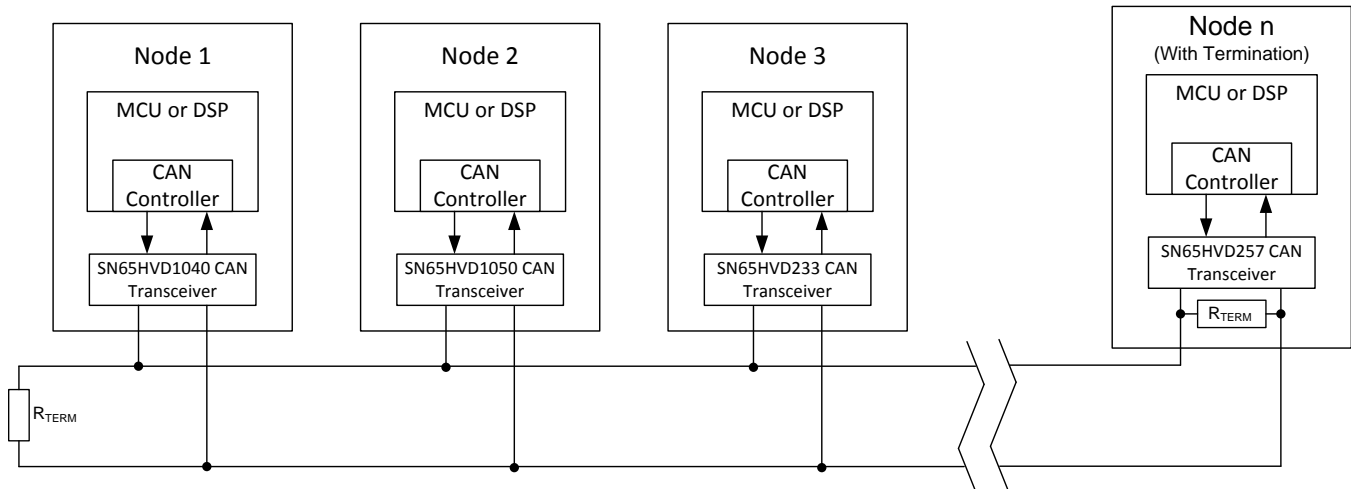 Node 1
MCU or DSP
CAN
Controller
SN65HVD1040 CAN
Transceiver
Node 2
MCU or DSP
CAN
Controller
SN65HVD1050 CAN
Transceiver
Node 3
MCU or DSP
CAN
Controller
SN65HVD233 CAN
Transceiver
Node n
(With Termination)
MCU or DSP
CAN
Controller
SN65HVD257 CAN
Transceiver
RTERM
RTERM